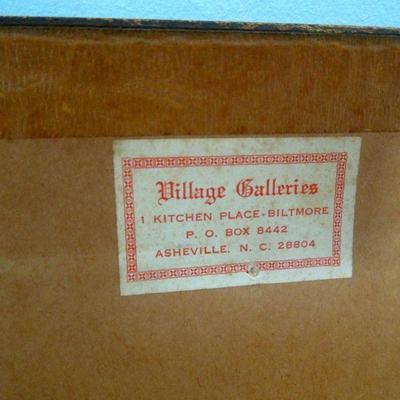 Village Galleries
1 KITCHEN PLACE-BILTMORE
P. O. BOX 8442
ASHEVILLE, N. C. 28804